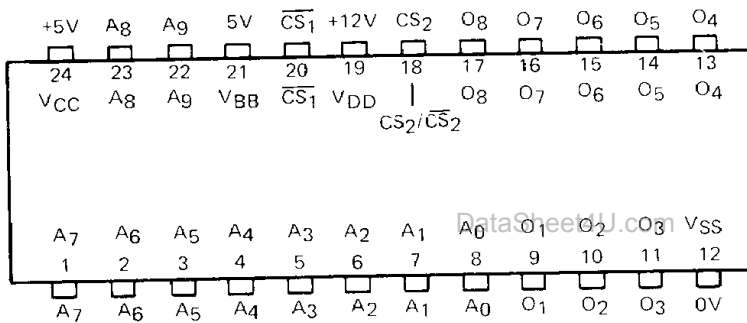 +5V A8 A9 5V CS1 +12V CS2 O8 O7 O6 O5 O4
24 23 22 21 20 19 18 17 16 15 14 13
VCC A8 A9 VBB CS1 VDD | O8 O7 O6 O5 O4
CS2/CS2
DataSheet4U.com
A7 A6 A5 A4 A3 A2 A1 A0 O1 O2 O3 VSS
1 2 3 4 5 6 7 8 9 10 11 12
A7 A6 A5 A4 A3 A2 A1 A0 O1 O2 O3 0V